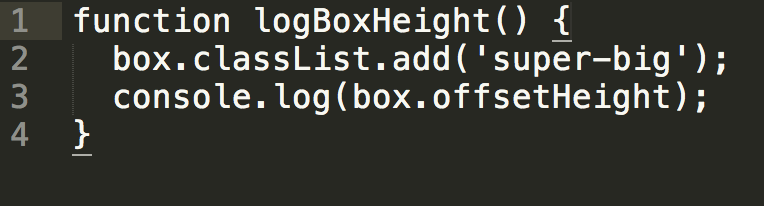 1 function logBoxHeight() {
2   box.classList.add('super-big');
3   console.log(box.offsetHeight);
4 }